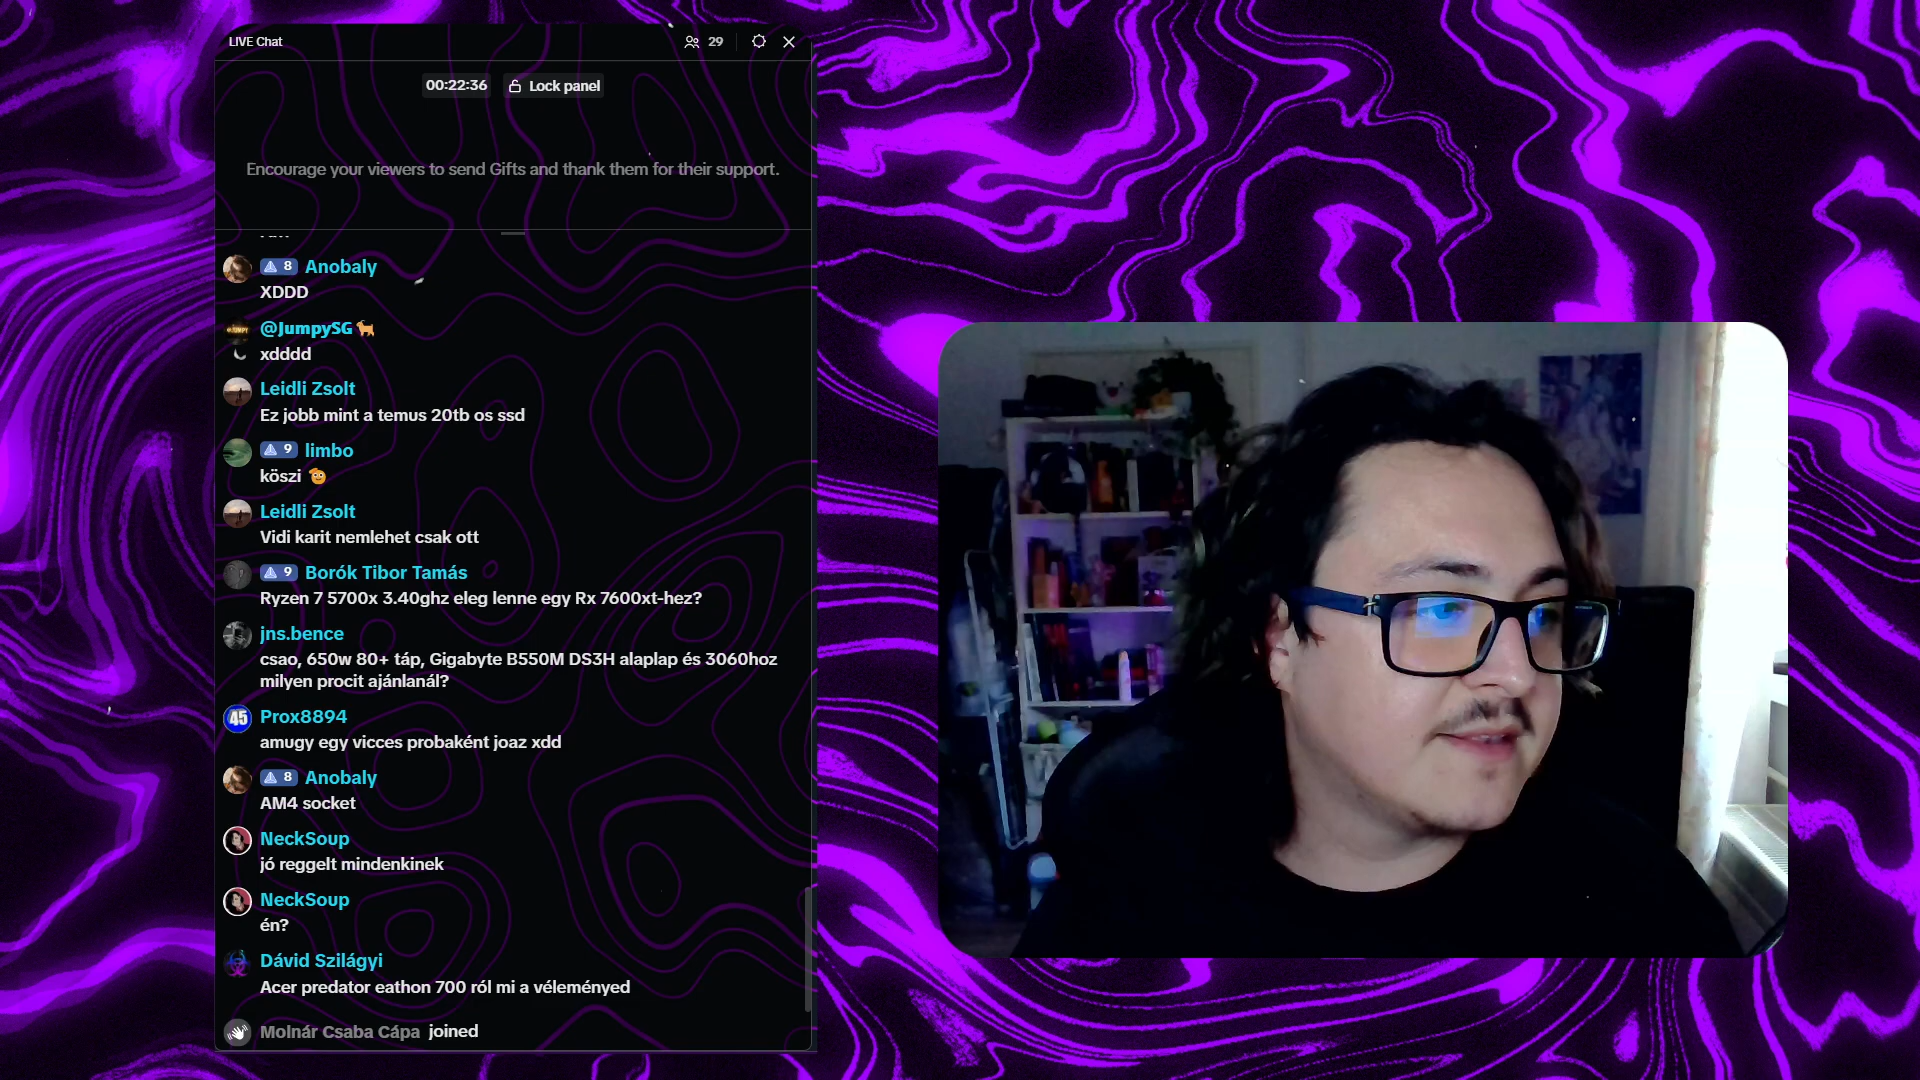 LIVE Chat
29
00:22:36
Lock panel
Encourage your viewers to send Gifts and thank them for their support.
8 Anobaly
XDDD
@JumpySG
xdddd
Leidli Zsolt
Ez jobb mint a temus 20tb os ssd
9 limbo
köszi
Leidli Zsolt
Vidi karit nemlehet csak ott
9 Borók Tibor Tamás
Ryzen 7 5700x 3.40ghz eleg lenne egy Rx 7600xt-hez?
jns.bence
csao, 650w 80+ táp, Gigabyte B550M DS3H alaplap és 3060hoz
milyen procit ajánlanál?
45
Prox8894
amugy egy vicces probaként joaz xdd
8 Anobaly
AM4 socket
NeckSoup
jó reggelt mindenkinek
NeckSoup
én?
Dávid Szilágyi
Acer predator eathon 700 ról mi a véleményed
Molnár Csaba Cápa joined